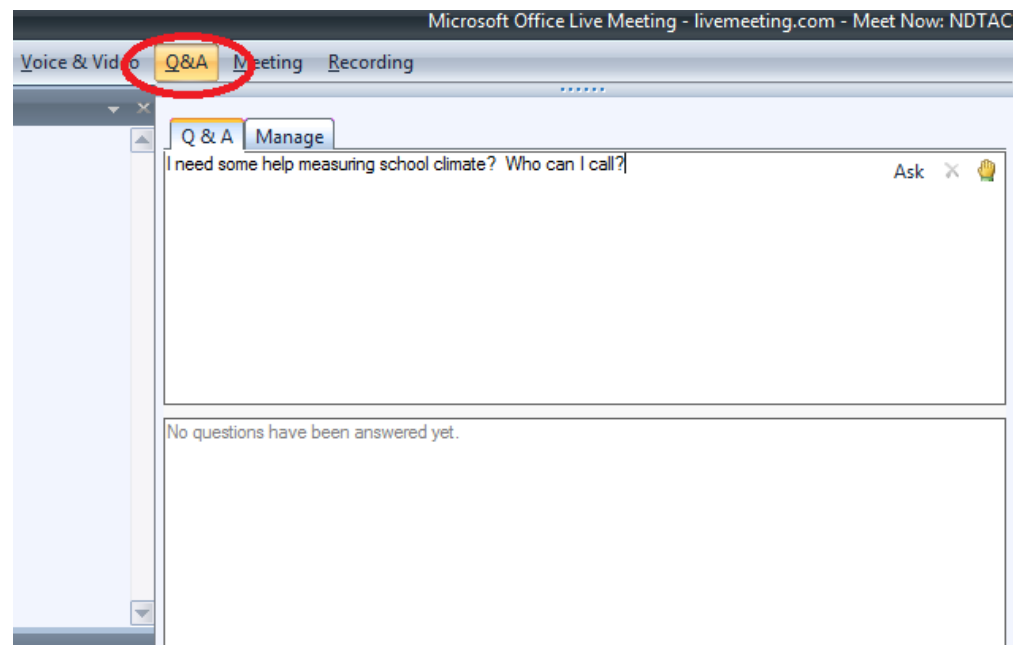 Microsoft Office Live Meeting - livemeeting.com - Meet Now: NDTAC
Voice & Video Q&A Meeting Recording
Q & A Manage
I need some help measuring school climate?  Who can I call?
Ask
No questions have been answered yet.